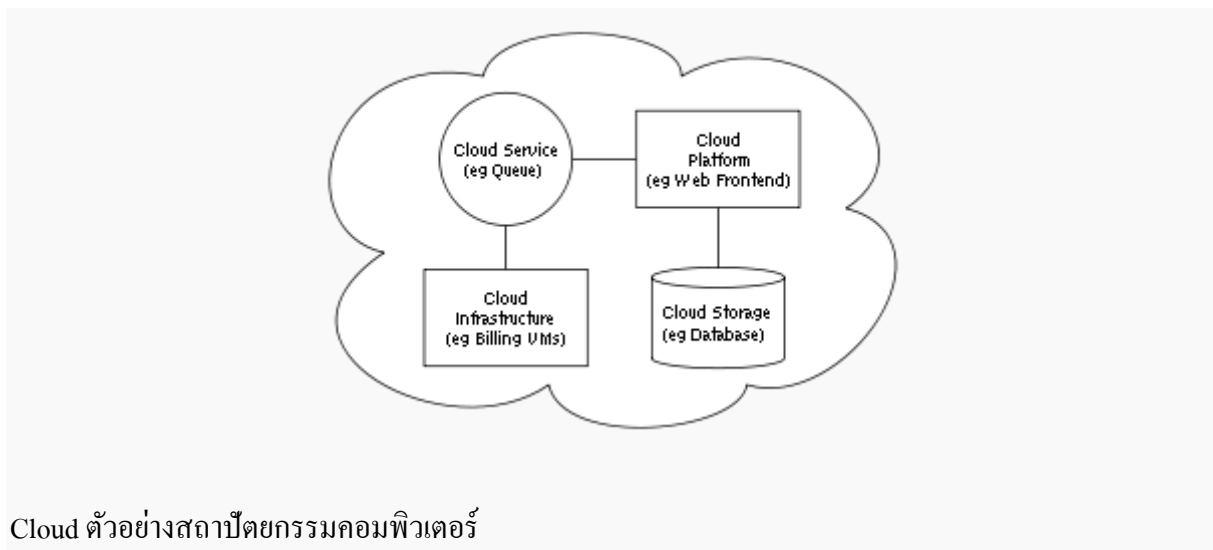 Cloud Service
(eg Queue)
Cloud
Platform
(eg Web Frontend)
Cloud
Infrastructure
(eg Billing VMs)
Cloud Storage
(eg Database)
Cloud ตัวอย่างสถาปัตยกรรมคอมพิวเตอร์